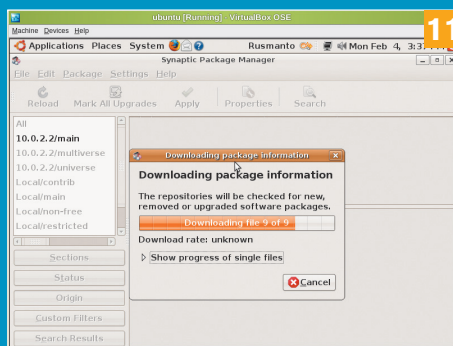 ubuntu [Running] - VirtualBox OSE
11
Machine Devices Help
Applications Places System Rusmanto Mon Feb 4, 3:37
Synaptic Package Manager
File Edit Package Settings Help
Reload Mark All Upgrades Apply Properties Search
All
10.0.2.2/main
10.0.2.2/multiverse
10.0.2.2/universe
Local/contrib
Local/main
Local/non-free
Local/restricted
Sections
Status
Origin
Custom Filters
Search Results
Downloading package information
Downloading package information
The repositories will be checked for new,
removed or upgraded software packages.
Downloading file 9 of 9
Download rate: unknown
Show progress of single files
Cancel